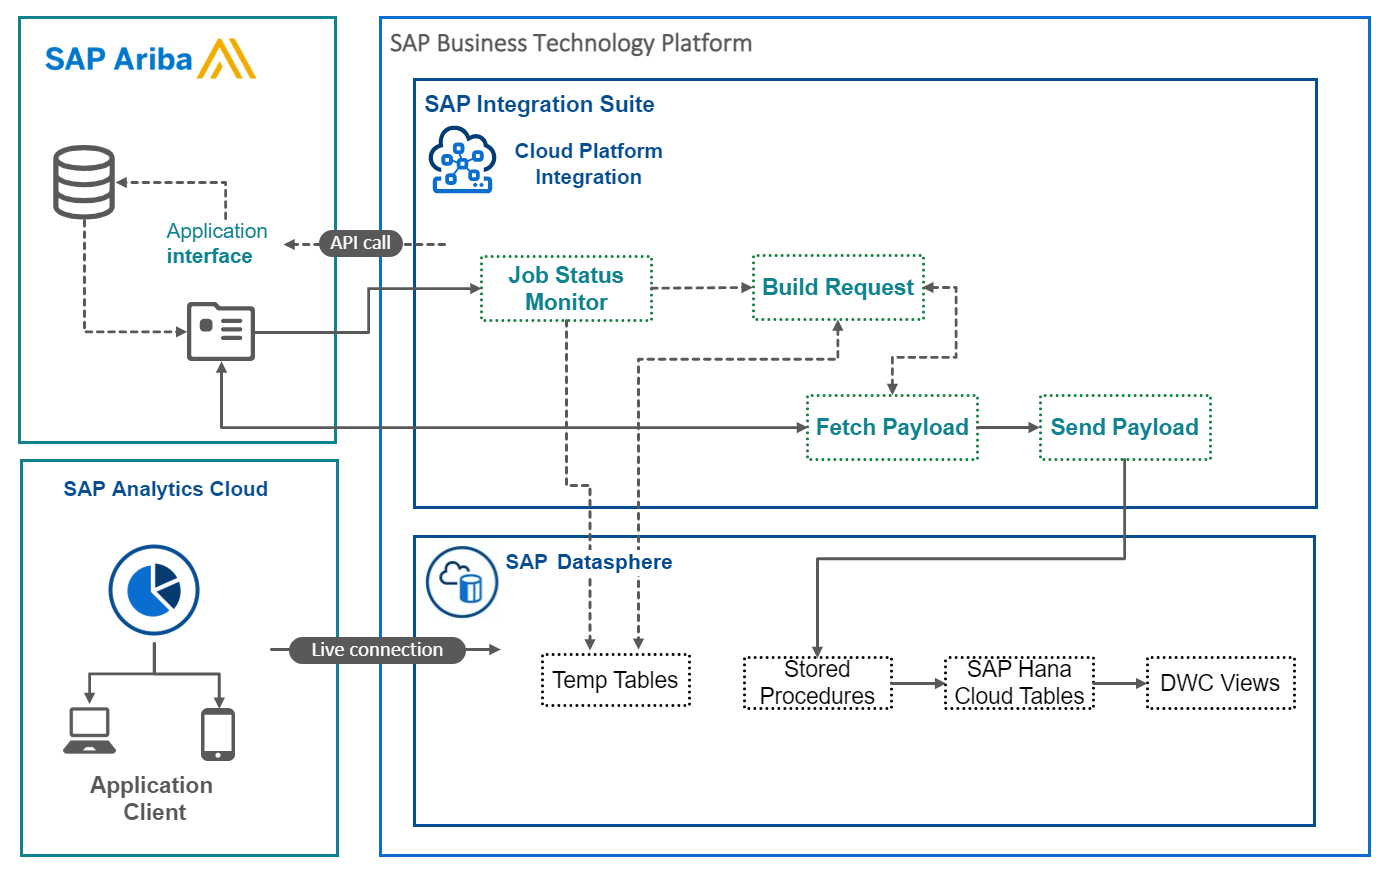 SAP Ariba
Application
interface
API call
SAP Business Technology Platform
SAP Integration Suite
Cloud Platform
Integration
Job Status
Monitor
Build Request
Fetch Payload
Send Payload
SAP Analytics Cloud
Application
Client
Live connection
SAP Datasphere
Temp Tables
Stored
Procedures
SAP Hana
Cloud Tables
DWC Views